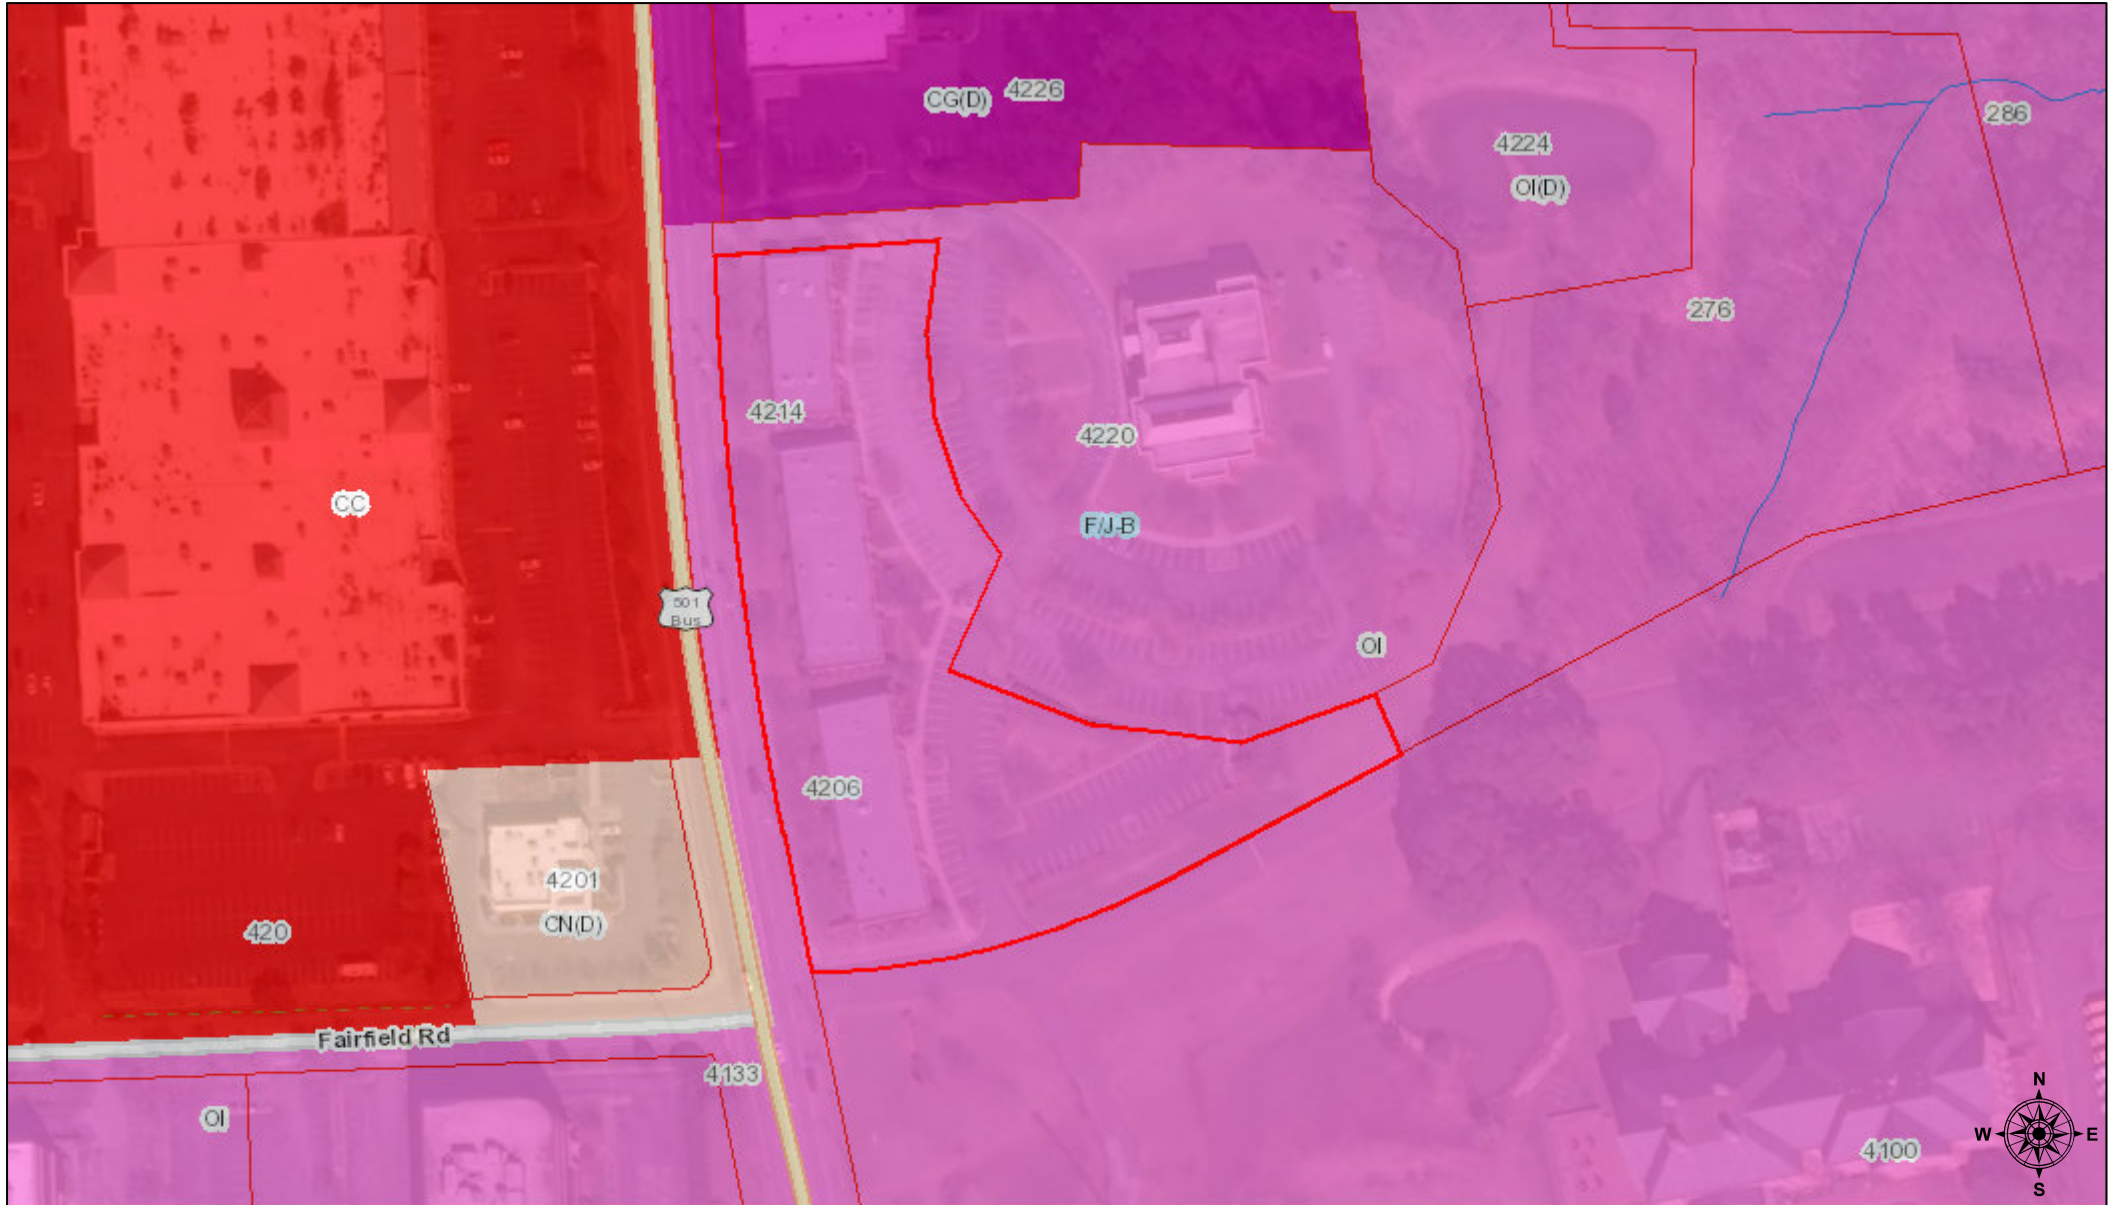 CG(D)
4226
4224
286
OI(D)
276
4214
4220
CC
F/J-B
501
Bus
OI
4206
4201
CN(D)
420
Fairfield Rd
4133
OI
4100
N
W
E
S